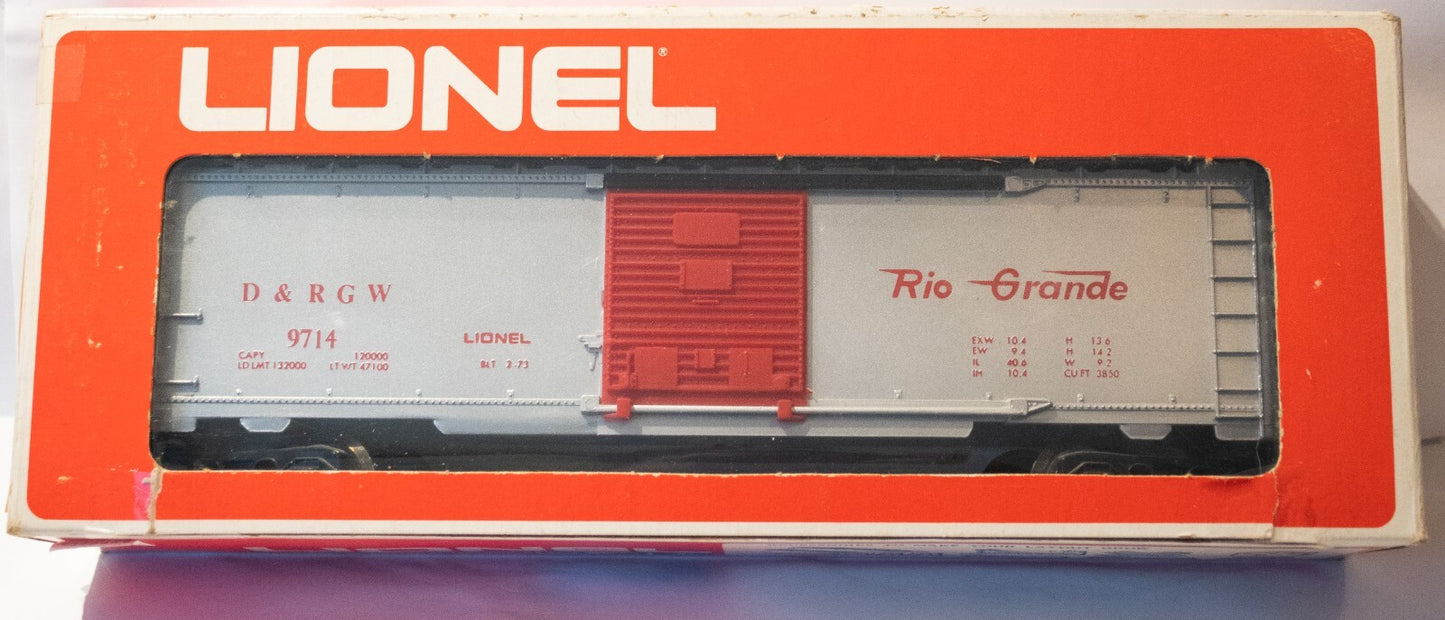 LIONEL®
D & R G W
9714
CAPY 120000
LD LMT 132000 LT WT 47100
LIONEL
BLT 2-73
Rio Grande
EXW 10.4 H 13.6
EW 9.4 H 14.2
IL 40.6 W 9.2
IH 10.4 CU FT 3850
LIONEL